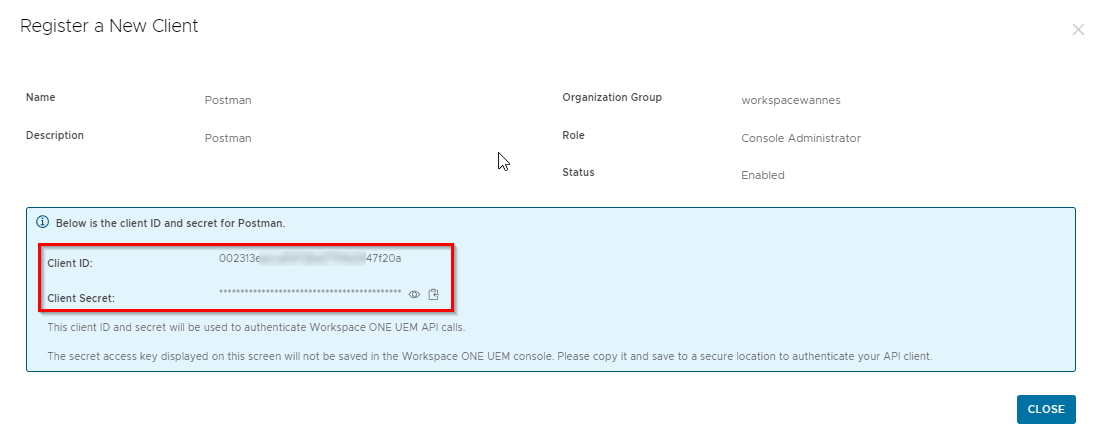 Register a New Client
Name Postman Organization Group workspacewannes
Description Postman Role Console Administrator
Status Enabled
Below is the client ID and secret for Postman.
Client ID:
Client Secret: ******************************************
This client ID and secret will be used to authenticate Workspace ONE UEM API calls.
The secret access key displayed on this screen will not be saved in the Workspace ONE UEM console. Please copy it and save to a secure location to authenticate your API client.
CLOSE